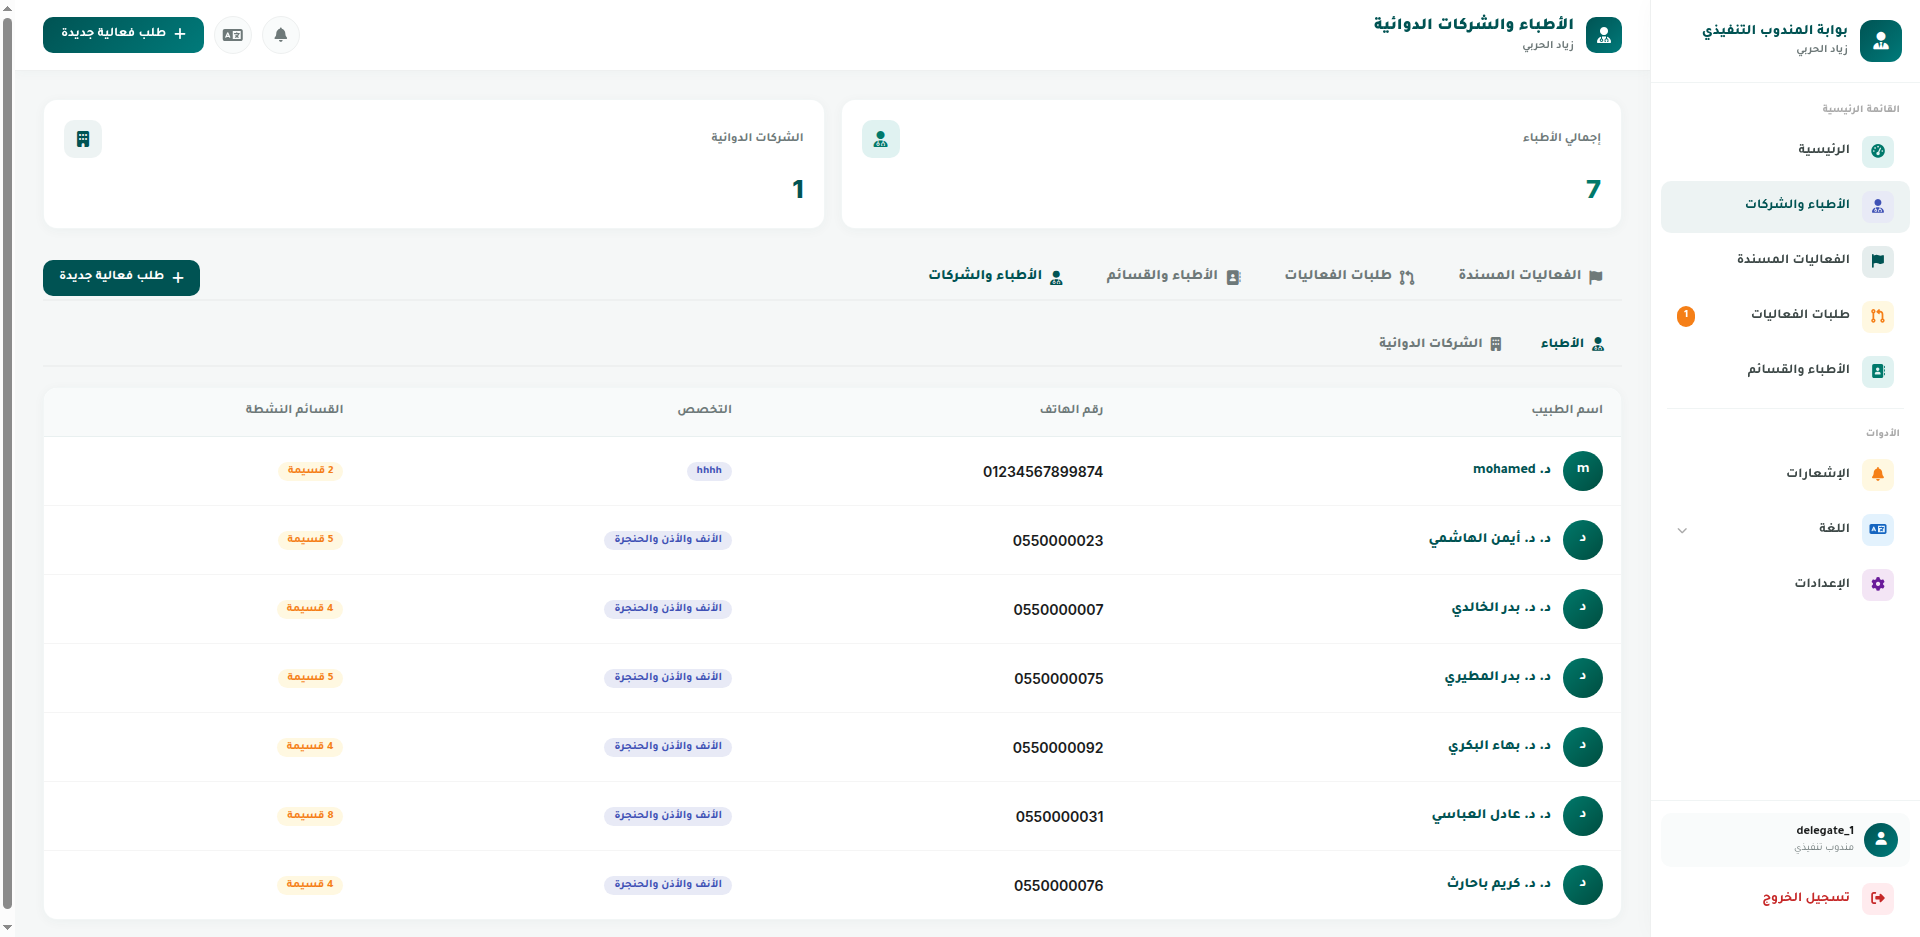 بوابة المندوب التنفيذي
زياد الحربي
القائمة الرئيسية
الرئيسية
الأطباء والشركات
الفعاليات المسندة
طلبات الفعاليات
1
الأطباء والقسائم
الأدوات
الإشعارات
اللغة
الإعدادات
delegate_1
مندوب تنفيذي
تسجيل الخروج
الأطباء والشركات الدوائية
زياد الحربي
طلب فعالية جديدة
إجمالي الأطباء
7
الشركات الدوائية
1
الفعاليات المسندة
طلبات الفعاليات
الأطباء والقسائم
الأطباء والشركات
طلب فعالية جديدة
الأطباء
الشركات الدوائية
اسم الطبيب رقم الهاتف التخصص القسائم النشطة
m د. mohamed 01234567899874 hhhh 2 قسيمة
د د. د. أيمن الهاشمي 0550000023 الأنف والأذن والحنجرة 5 قسيمة
د د. د. بدر الخالدي 0550000007 الأنف والأذن والحنجرة 4 قسيمة
د د. د. بدر المطيري 0550000075 الأنف والأذن والحنجرة 5 قسيمة
د د. د. بهاء البكري 0550000092 الأنف والأذن والحنجرة 4 قسيمة
د د. د. عادل العباسي 0550000031 الأنف والأذن والحنجرة 8 قسيمة
د د. د. كريم باحارث 0550000076 الأنف والأذن والحنجرة 4 قسيمة